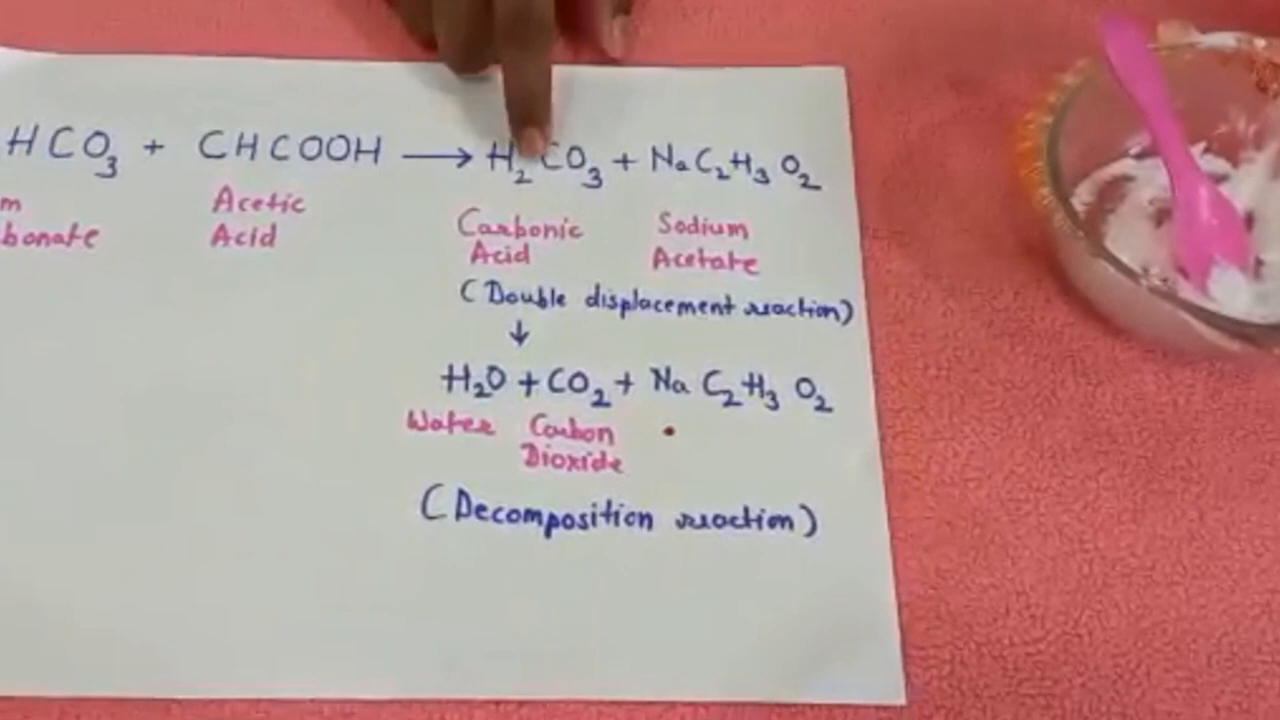 HCO3 + CHCOOH → H2CO3 + NaC2H3O2
m Acetic Carbonic Sodium
bonate Acid Acid Acetate
(Double displacement reaction)
↓
H2O + CO2 + NaC2H3O2
Water Carbon
Dioxide
(Decomposition reaction)